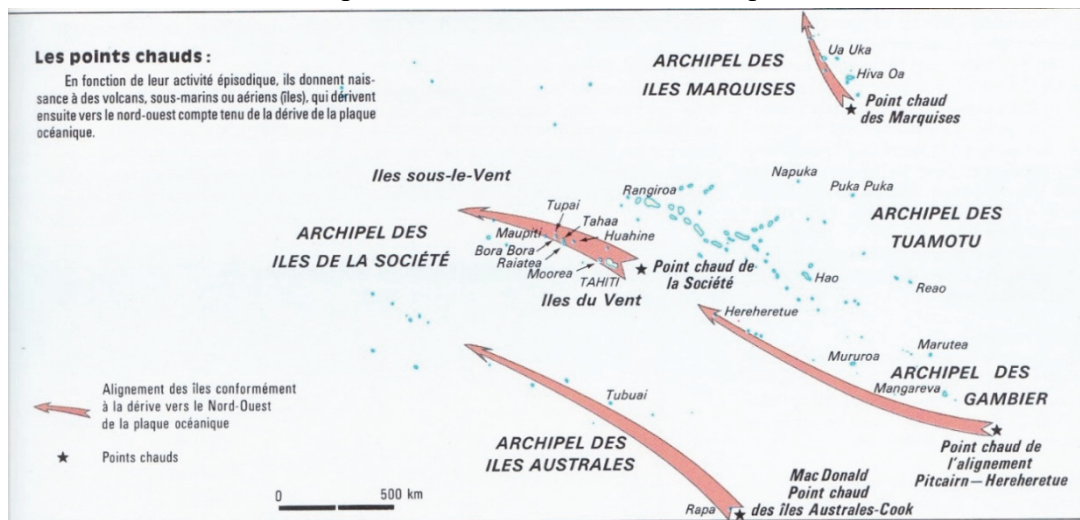 Les points chauds :
En fonction de leur activité épisodique, ils donnent nais-
sance à des volcans, sous-marins ou aériens (îles), qui dérivent
ensuite vers le nord-ouest compte tenu de la dérive de la plaque
océanique.
ARCHIPEL DES
ILES MARQUISES
Ua Uka
Hiva Oa
Point chaud
des Marquises
Iles sous-le-Vent
Rangiroa
Napuka
Puka Puka
ARCHIPEL DES
TUAMOTU
ARCHIPEL DES
ILES DE LA SOCIÉTÉ
Tupai
Tahaa
Huahine
Maupiti
Bora Bora
Raiatea
Moorea
TAHITI
Iles du Vent
Point chaud de
la Société
Hao
Reao
Hereheretue
Mururoa
Marutea
ARCHIPEL DES
GAMBIER
Mangareva
Point chaud de
l'alignement
Pitcairn—Hereheretue
Tubuai
ARCHIPEL DES
ILES AUSTRALES
Mac Donald
Point chaud
des îles Australes-Cook
Rapa
Alignement des îles conformément
à la dérive vers le Nord-Ouest
de la plaque océanique
Points chauds
0 500 km